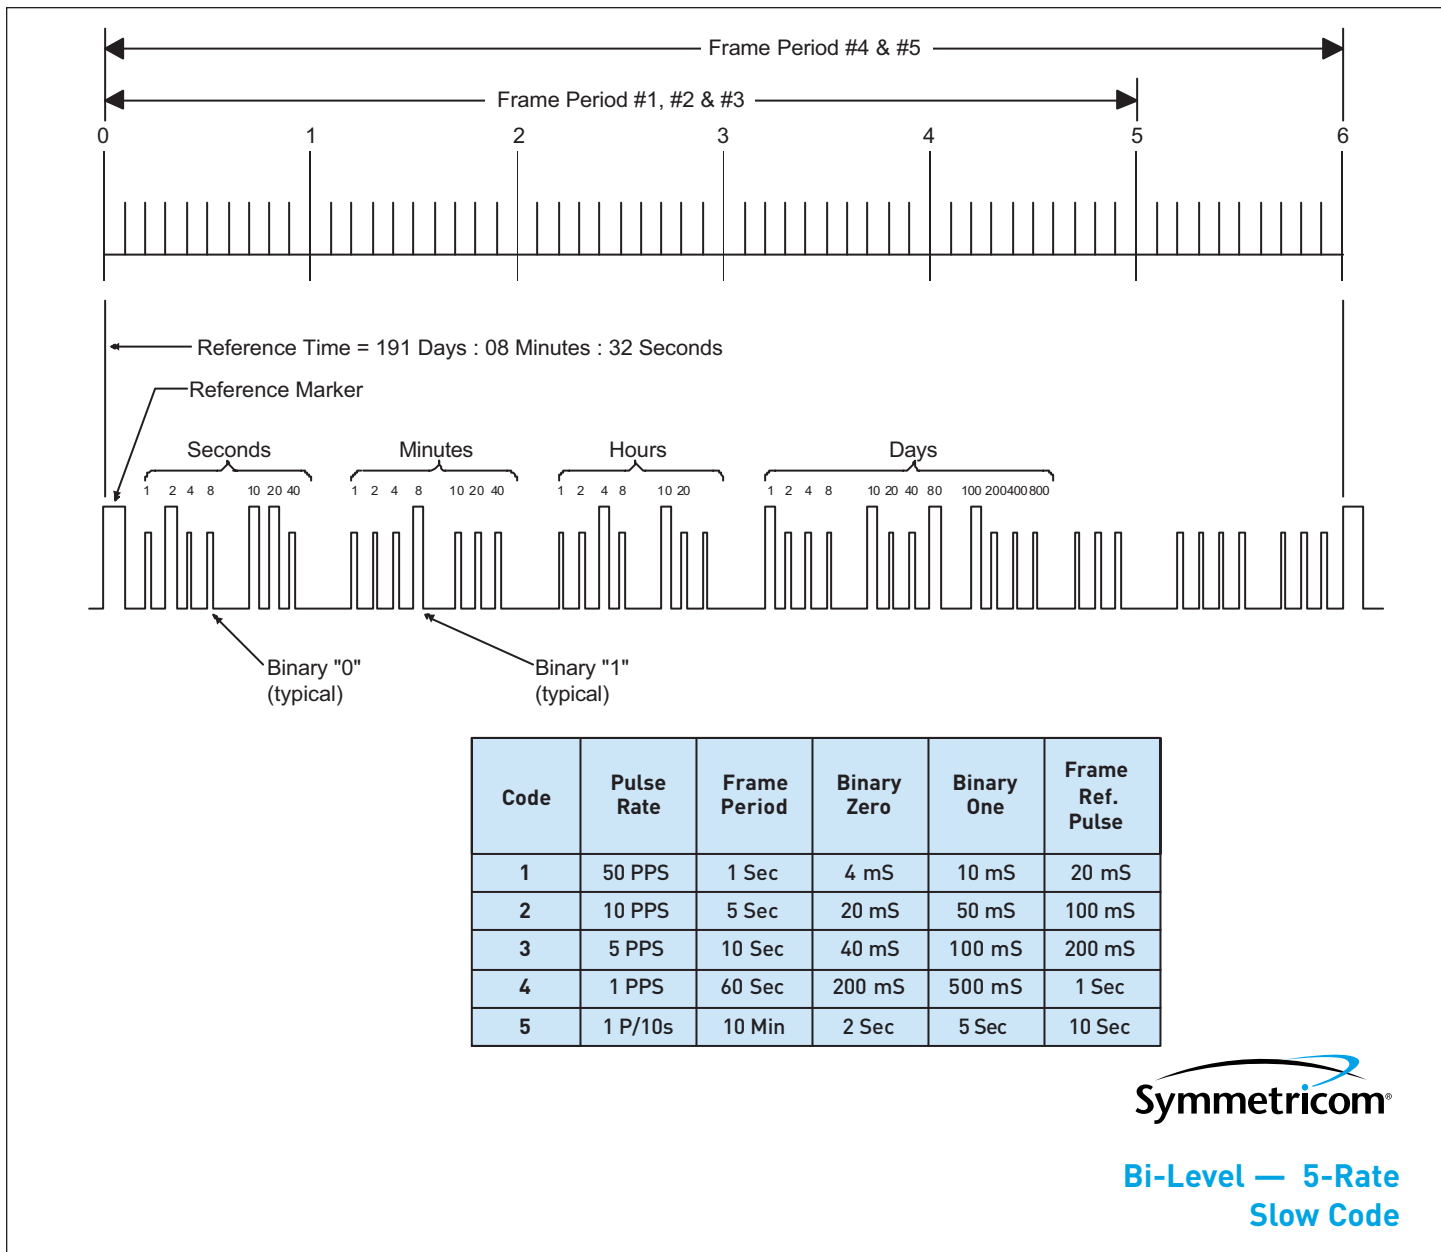 Frame Period #4 & #5
Frame Period #1, #2 & #3
0 1 2 3 4 5 6
Reference Time = 191 Days : 08 Minutes : 32 Seconds
Reference Marker
Seconds Minutes Hours Days
1 2 4 8 10 20 40 1 2 4 8 10 20 40 1 2 4 8 10 20 1 2 4 8 10 20 40 80 100 200 400 800
Binary "0"
(typical)
Binary "1"
(typical)
Code Pulse Rate Frame Period Binary Zero Binary One Frame Ref. Pulse
1 50 PPS 1 Sec 4 mS 10 mS 20 mS
2 10 PPS 5 Sec 20 mS 50 mS 100 mS
3 5 PPS 10 Sec 40 mS 100 mS 200 mS
4 1 PPS 60 Sec 200 mS 500 mS 1 Sec
5 1 P/10s 10 Min 2 Sec 5 Sec 10 Sec
Symmetricom®
Bi-Level — 5-Rate
Slow Code